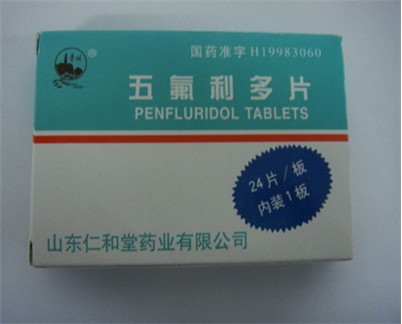 国药准字H19983060
五氟利多片
PENFLURIDOL TABLETS
24片/板
内装1板
山东仁和堂药业有限公司